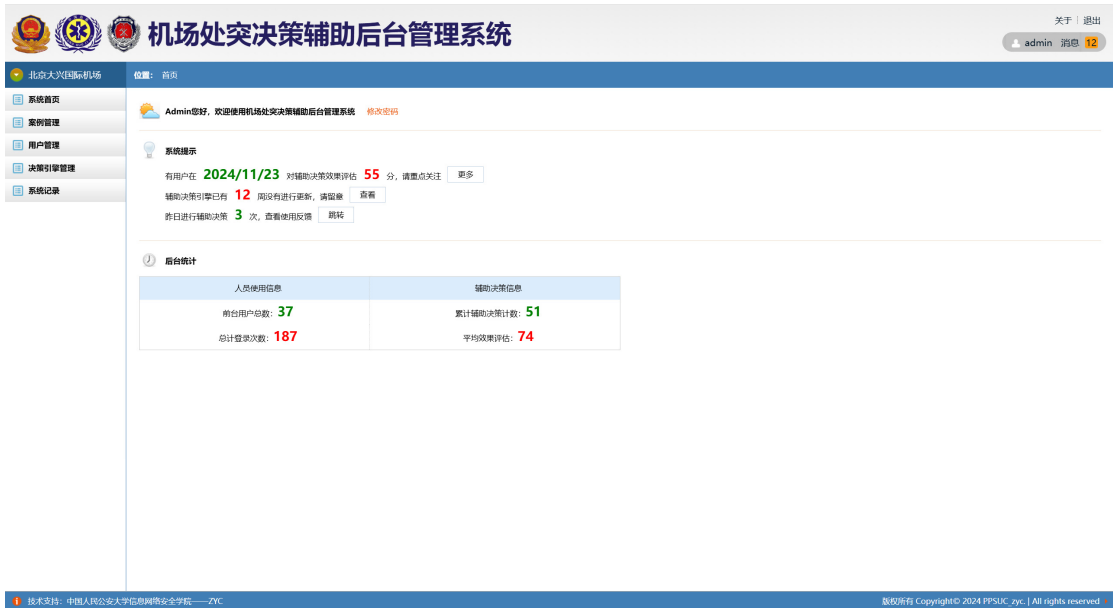 机场处突决策辅助后台管理系统
关于 | 退出
admin 消息 12
北京大兴国际机场
位置： 首页
系统首页
案例管理
用户管理
决策引擎管理
系统记录
Admin您好，欢迎使用机场处突决策辅助后台管理系统 修改密码
系统提示
有用户在 2024/11/23 对辅助决策效果评估 55 分，请重点关注 更多
辅助决策引擎已有 12 周没有进行更新，请留意 查看
昨日进行辅助决策 3 次，查看使用反馈 跳转
后台统计
人员使用信息 辅助决策信息
前台用户总数：37 累计辅助决策计数：51
总计登录次数：187 平均效果评估：74
技术支持：中国人民公安大学信息网络安全学院——ZYC
版权所有 Copyright© 2024 PPSUC_zyc. | All rights reserved